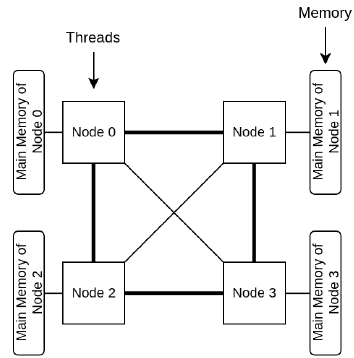 Memory
Threads
Main Memory of
Node 0
Node 0
Node 1
Main Memory of
Node 1
Main Memory of
Node 2
Node 2
Node 3
Main Memory of
Node 3